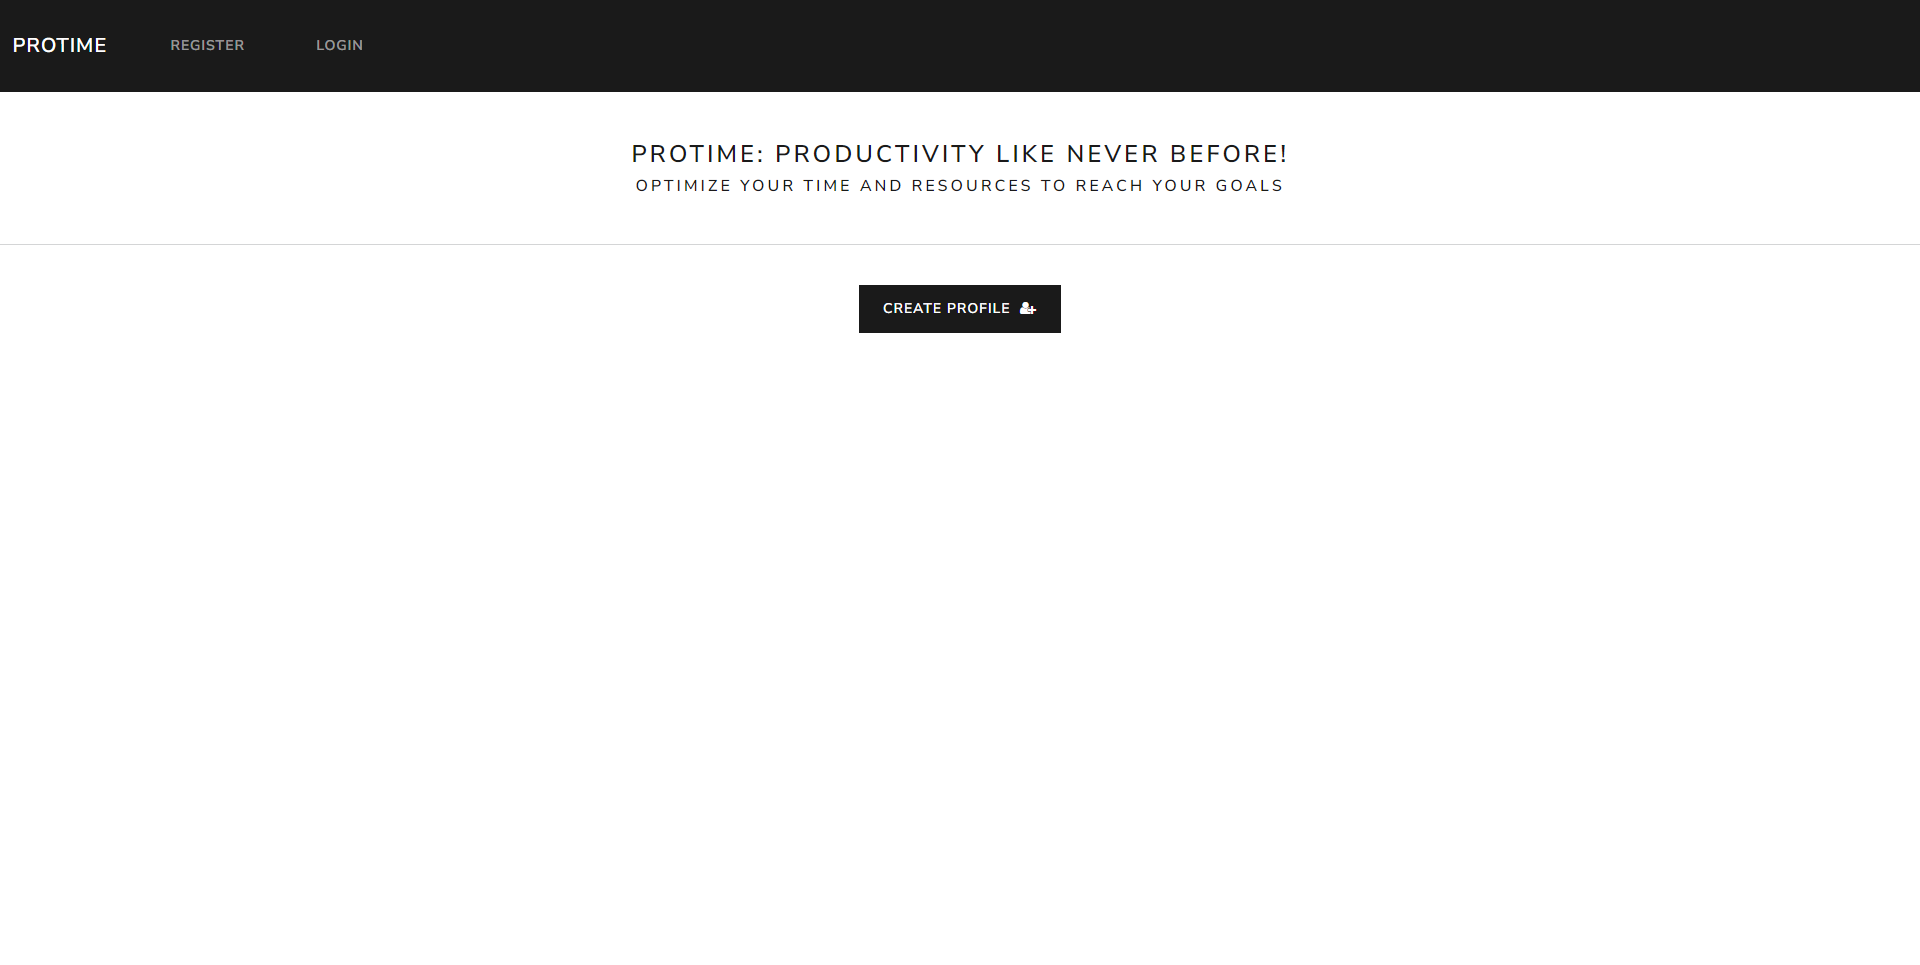 PROTIME REGISTER LOGIN
PROTIME: PRODUCTIVITY LIKE NEVER BEFORE!
OPTIMIZE YOUR TIME AND RESOURCES TO REACH YOUR GOALS
CREATE PROFILE